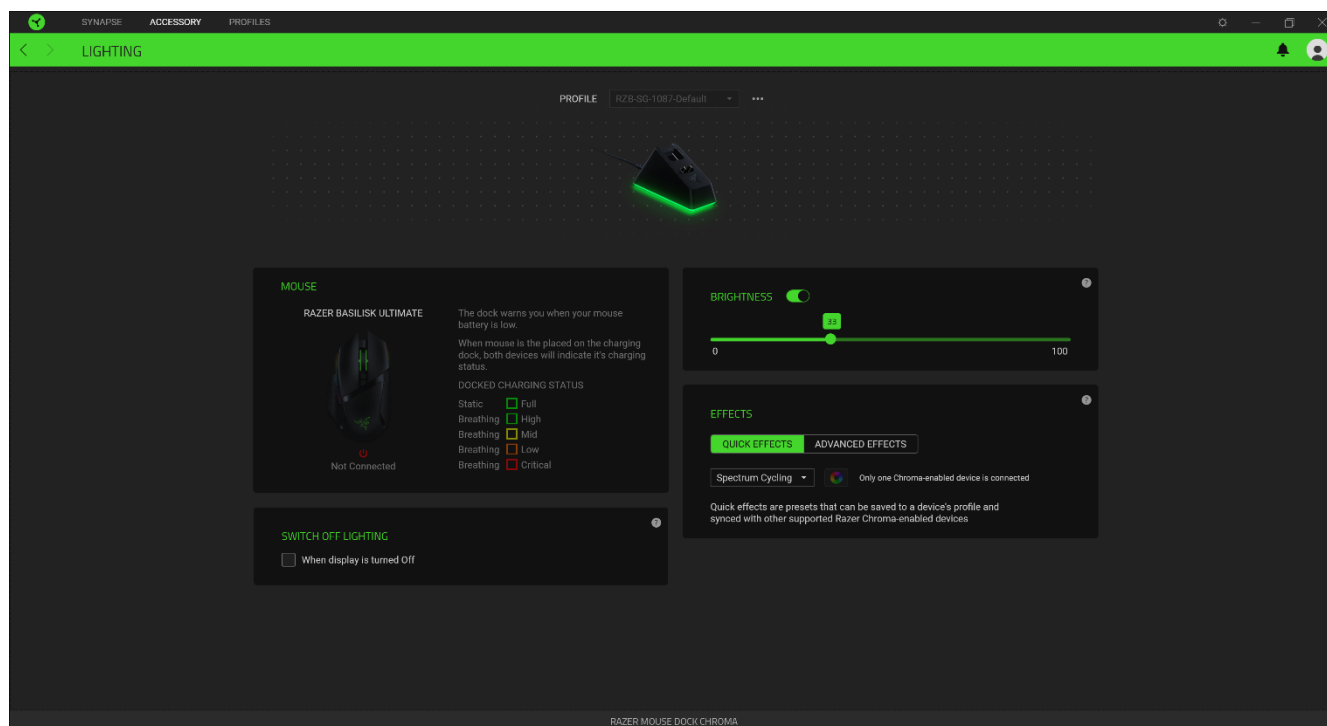 SYNAPSE ACCESSORY PROFILES
LIGHTING
PROFILE RZB-SG-1087-Default
MOUSE
RAZER BASILISK ULTIMATE
Not Connected
The dock warns you when your mouse
battery is low.
When mouse is the placed on the charging
dock, both devices will indicate it's charging
status.
DOCKED CHARGING STATUS
Static Full
Breathing High
Breathing Mid
Breathing Low
Breathing Critical
SWITCH OFF LIGHTING
When display is turned Off
BRIGHTNESS
33
0 100
EFFECTS
QUICK EFFECTS ADVANCED EFFECTS
Spectrum Cycling Only one Chroma-enabled device is connected
Quick effects are presets that can be saved to a device's profile and
synced with other supported Razer Chroma-enabled devices
RAZER MOUSE DOCK CHROMA